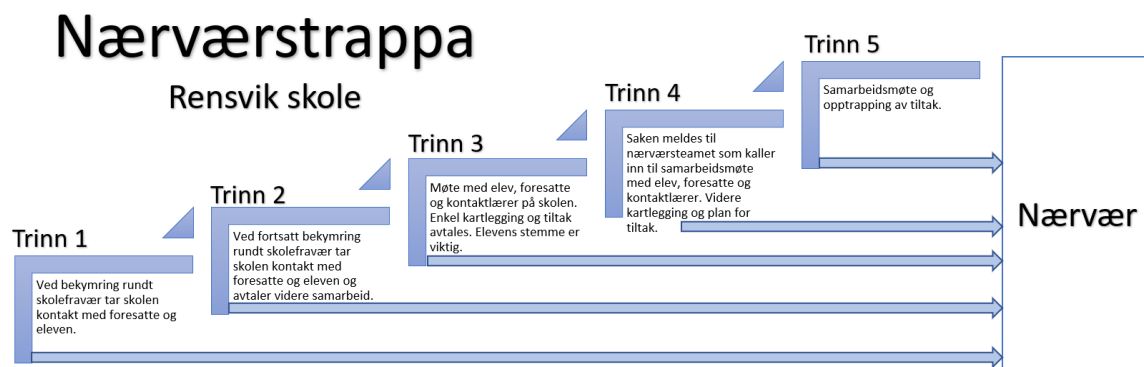 Nærværstrappa
Rensvik skole
Trinn 1
Ved bekymring rundt
skolefravær tar skolen
kontakt med foresatte og
eleven.
Trinn 2
Ved fortsatt bekymring
rundt skolefravær tar
skolen kontakt med
foresatte og eleven og
avtaler videre samarbeid.
Trinn 3
Møte med elev, foresatte
og kontaktlærer på skolen.
Enkel kartlegging og tiltak
avtales. Elevens stemme er
viktig.
Trinn 4
Saken meldes til
nærværsteamet som kaller
inn til samarbeidsmøte
med elev, foresatte og
kontaktlærer. Videre
kartlegging og plan for
tiltak.
Trinn 5
Samarbeidsmøte og
opptrapping av tiltak.
Nærvær